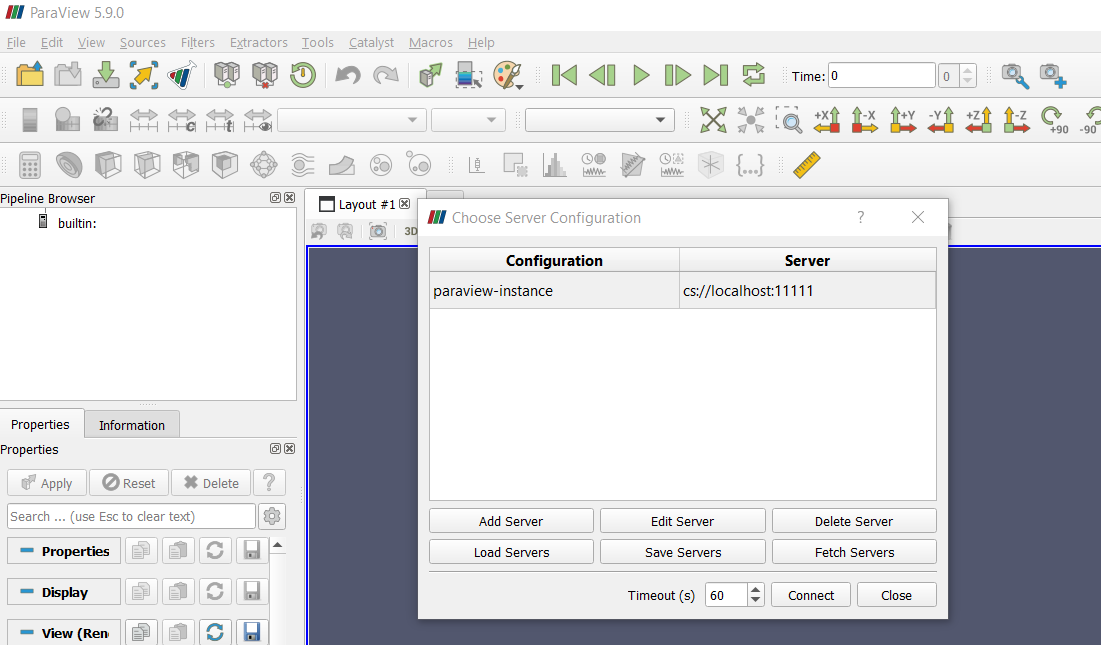 ParaView 5.9.0
File Edit View Sources Filters Extractors Tools Catalyst Macros Help
Time: 0 0
+X -X +Y -Y +Z -Z +90 -90
Pipeline Browser
builtin:
Layout #1
3D
Choose Server Configuration ?
Configuration Server
paraview-instance cs://localhost:11111
Add Server Edit Server Delete Server
Load Servers Save Servers Fetch Servers
Timeout (s) 60 Connect Close
Properties Information
Properties
Apply Reset Delete ?
Search ... (use Esc to clear text)
Properties
Display
View (Ren